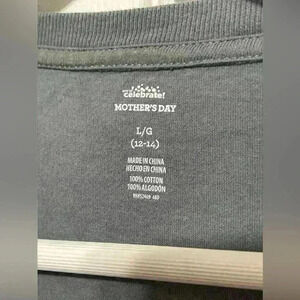 celebrate!
MOTHER'S DAY
L/G
(12-14)
MADE IN CHINA
HECHO EN CHINA
100% COTTON
100% ALGODÓN